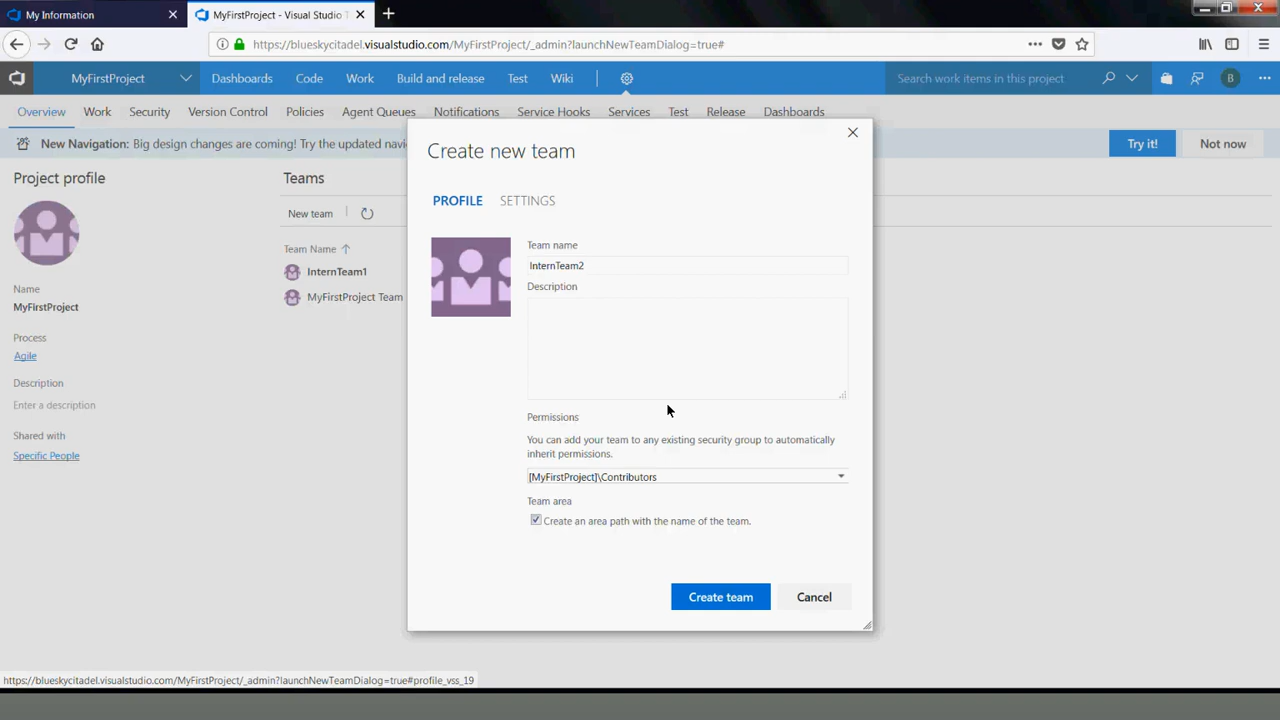 My Information
MyFirstProject - Visual Studio T
https://blueskycitadel.visualstudio.com/MyFirstProject/_admin?launchNewTeamDialog=true#
MyFirstProject
Dashboards
Code
Work
Build and release
Test
Wiki
Search work items in this project
B
Overview
Work
Security
Version Control
Policies
Agent Queues
Notifications
Service Hooks
Services
Test
Release
Dashboards
New Navigation: Big design changes are coming! Try the updated navi
Try it!
Not now
Project profile
Name
MyFirstProject
Process
Agile
Description
Enter a description
Shared with
Specific People
Teams
New team
Team Name
InternTeam1
MyFirstProject Team
Create new team
PROFILE
SETTINGS
Team name
InternTeam2
Description
Permissions
You can add your team to any existing security group to automatically
inherit permissions.
[MyFirstProject]\Contributors
Team area
Create an area path with the name of the team.
Create team
Cancel
https://blueskycitadel.visualstudio.com/MyFirstProject/_admin?launchNewTeamDialog=true#profile_vss_19